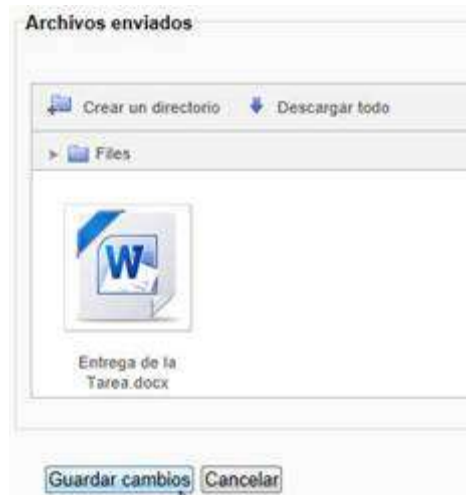 Archivos enviados
Crear un directorio Descargar todo
Files
W
Entrega de la
Tarea.docx
Guardar cambios Cancelar